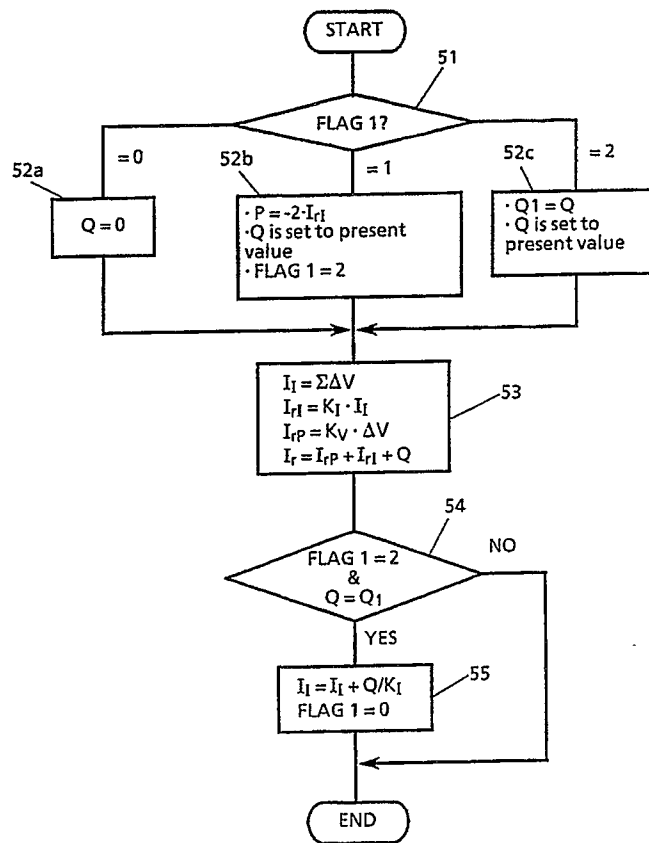 START
51
FLAG 1?
= 0
= 1
= 2
52a
52b
52c
Q = 0
· P = -2·I_rI
·Q is set to present
value
· FLAG 1 = 2
· Q1 = Q
· Q is set to
present value
I_I = ΣΔV
I_rI = K_I · I_I
I_rP = K_V · ΔV
I_r = I_rP + I_rI + Q
53
54
FLAG 1 = 2
&
Q = Q_1
NO
YES
I_I = I_I + Q/K_I
FLAG 1 = 0
55
END